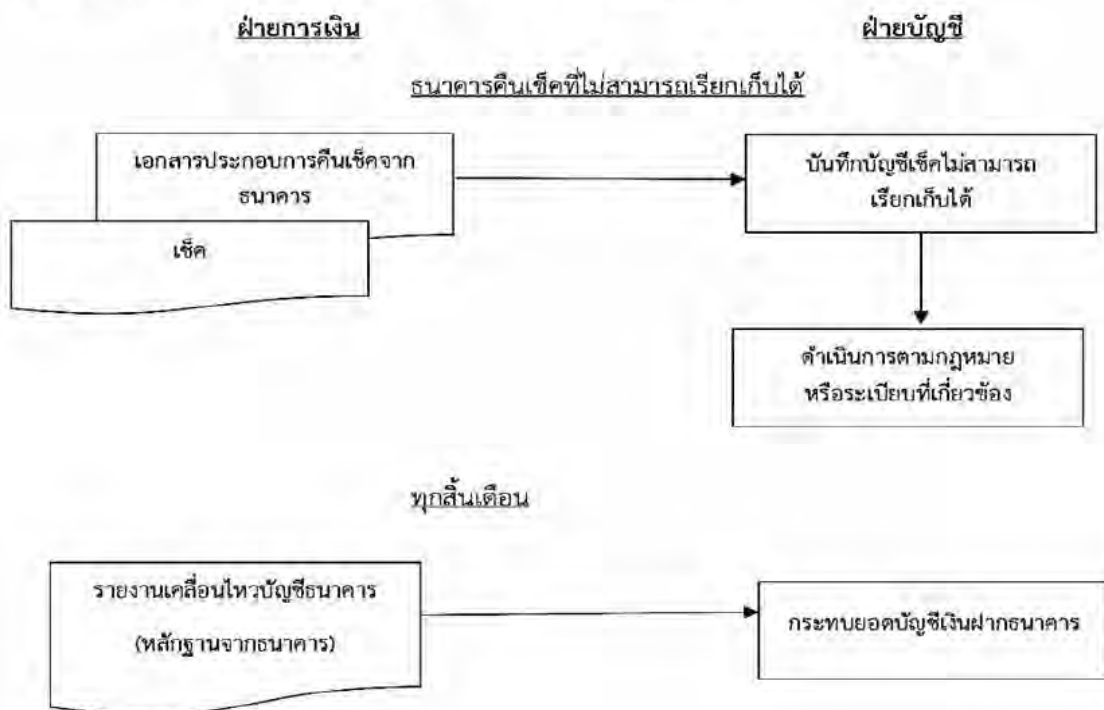 ฝ่ายการเงิน
ฝ่ายบัญชี
ธนาคารคืนเช็คที่ไม่สามารถเรียกเก็บได้
เอกสารประกอบการคืนเช็คจาก
ธนาคาร
เช็ค
บันทึกบัญชีเช็คไม่สามารถ
เรียกเก็บได้
ดำเนินการตามกฎหมาย
หรือระเบียบที่เกี่ยวข้อง
ทุกสิ้นเดือน
รายงานเคลื่อนไหวบัญชีธนาคาร
(หลักฐานจากธนาคาร)
กระทบยอดบัญชีเงินฝากธนาคาร